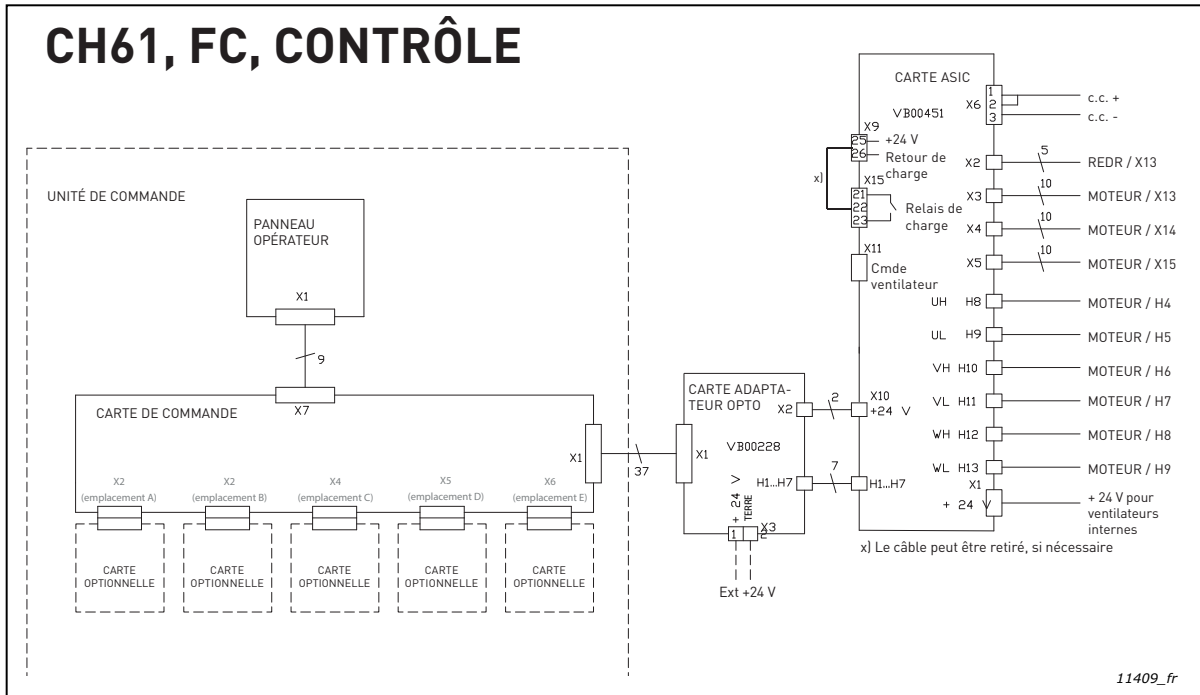 CH61, FC, CONTRÔLE
UNITÉ DE COMMANDE
PANNEAU
OPÉRATEUR
X1
9
X7
CARTE DE COMMANDE
X1
37
X2
(emplacement A)
X2
(emplacement B)
X4
(emplacement C)
X5
(emplacement D)
X6
(emplacement E)
CARTE
OPTIONNELLE
CARTE
OPTIONNELLE
CARTE
OPTIONNELLE
CARTE
OPTIONNELLE
CARTE
OPTIONNELLE
CARTE ADAPTA-
TEUR OPTO
X2
2
VB00228
X1
H1...H7
7
+ 24 V
TERRE
1
2
X3
Ext +24 V
CARTE ASIC
VB00451
X6
1
2
3
c.c. +
c.c. -
X9
25
+24 V
26
Retour de
charge
x)
X15
21
22
23
Relais de
charge
X11
Cmde
ventilateur
X10
+24 V
H1...H7
X2
5
REDR / X13
X3
10
MOTEUR / X13
X4
10
MOTEUR / X14
X5
10
MOTEUR / X15
UH H8
MOTEUR / H4
UL H9
MOTEUR / H5
VH H10
MOTEUR / H6
VL H11
MOTEUR / H7
WH H12
MOTEUR / H8
WL H13
MOTEUR / H9
X1
+ 24 V
+ 24 V pour
ventilateurs
internes
x) Le câble peut être retiré, si nécessaire
11409_fr